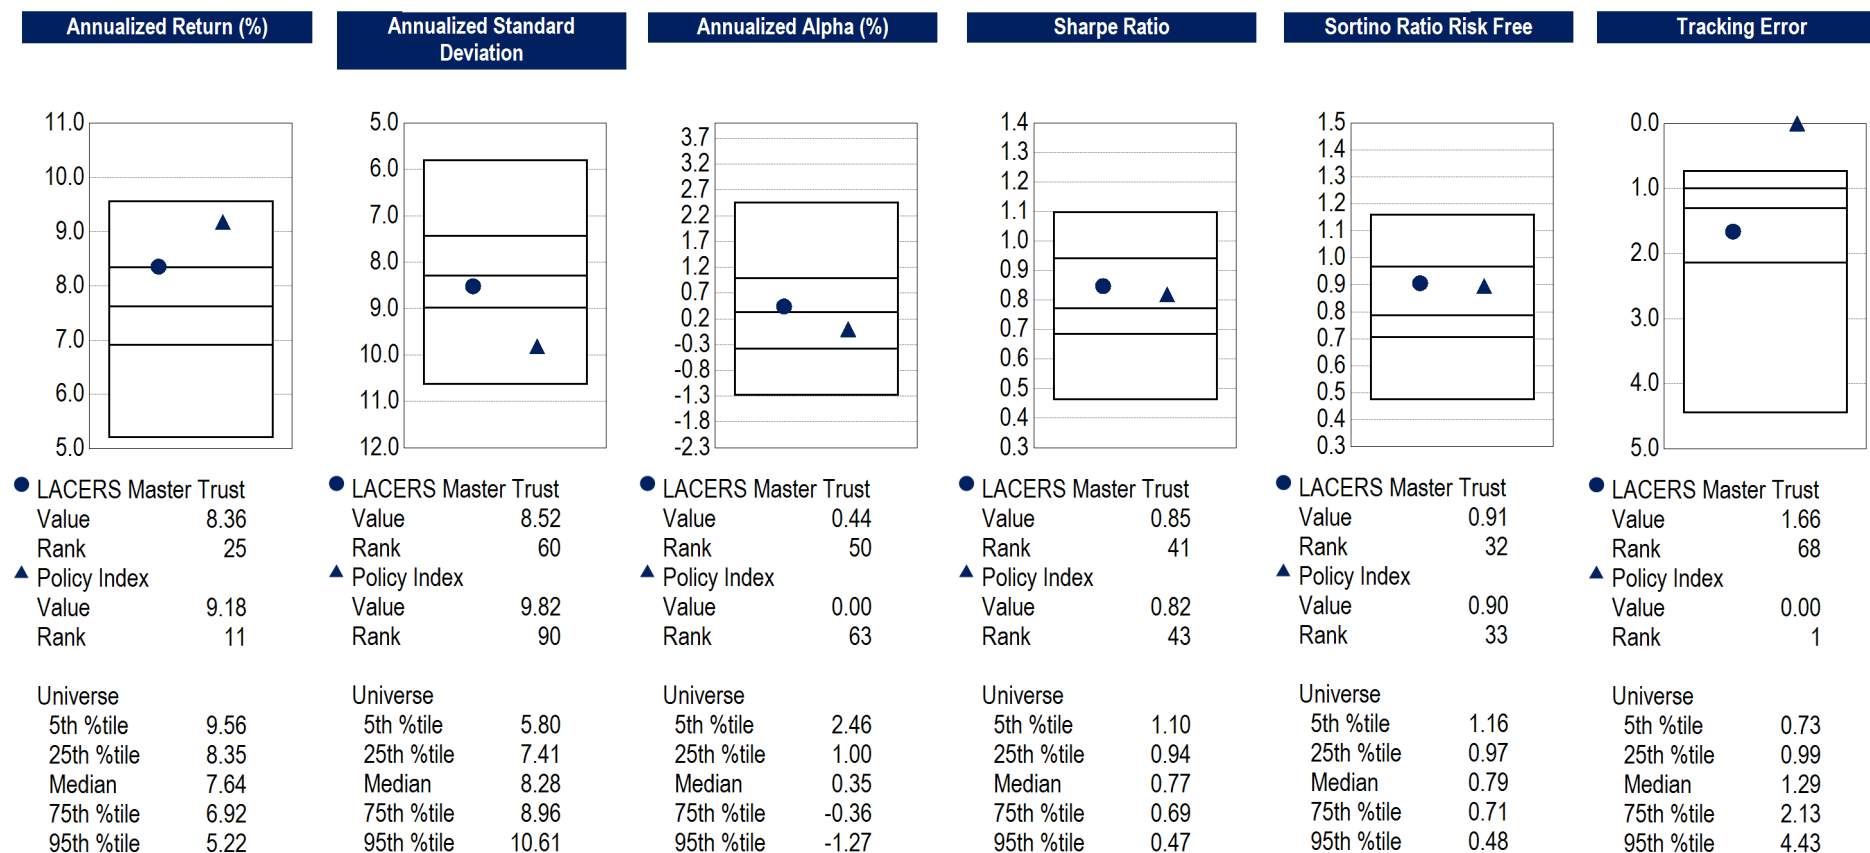 Annualized Return (%)
11.0
10.0
9.0
8.0
7.0
6.0
5.0
LACERS Master Trust
Value 8.36
Rank 25
Policy Index
Value 9.18
Rank 11
Universe
5th %tile 9.56
25th %tile 8.35
Median 7.64
75th %tile 6.92
95th %tile 5.22
Annualized Standard
Deviation
5.0
6.0
7.0
8.0
9.0
10.0
11.0
12.0
LACERS Master Trust
Value 8.52
Rank 60
Policy Index
Value 9.82
Rank 90
Universe
5th %tile 5.80
25th %tile 7.41
Median 8.28
75th %tile 8.96
95th %tile 10.61
Annualized Alpha (%)
3.7
3.2
2.7
2.2
1.7
1.2
0.7
0.2
-0.3
-0.8
-1.3
-1.8
-2.3
LACERS Master Trust
Value 0.44
Rank 50
Policy Index
Value 0.00
Rank 63
Universe
5th %tile 2.46
25th %tile 1.00
Median 0.35
75th %tile -0.36
95th %tile -1.27
Sharpe Ratio
1.4
1.3
1.2
1.1
1.0
0.9
0.8
0.7
0.6
0.5
0.4
0.3
LACERS Master Trust
Value 0.85
Rank 41
Policy Index
Value 0.82
Rank 43
Universe
5th %tile 1.10
25th %tile 0.94
Median 0.77
75th %tile 0.69
95th %tile 0.47
Sortino Ratio Risk Free
1.5
1.4
1.3
1.2
1.1
1.0
0.9
0.8
0.7
0.6
0.5
0.4
0.3
LACERS Master Trust
Value 0.91
Rank 32
Policy Index
Value 0.90
Rank 33
Universe
5th %tile 1.16
25th %tile 0.97
Median 0.79
75th %tile 0.71
95th %tile 0.48
Tracking Error
0.0
1.0
2.0
3.0
4.0
5.0
LACERS Master Trust
Value 1.66
Rank 68
Policy Index
Value 0.00
Rank 1
Universe
5th %tile 0.73
25th %tile 0.99
Median 1.29
75th %tile 2.13
95th %tile 4.43